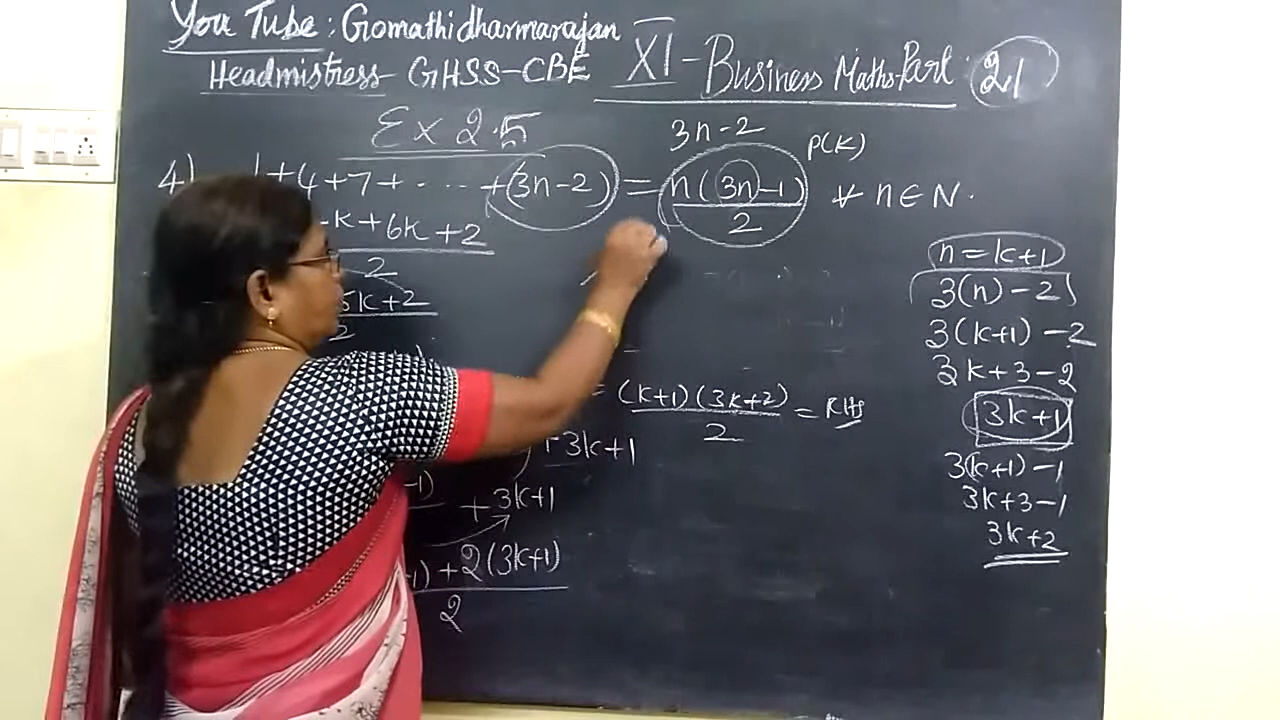 You Tube : Gomathidharmarajan
Headmistress - GHSS-CBE
XI - Business Maths Part 21
Ex 2.5
3n-2
P(K)
4) 1+4+7+ ..... +(3n-2) = n(3n-1)/2 ∀ n∈N.
-k+6k+2
2
5k+2
2
= (k+1)(3k+2)/2 = RHS
+3k+1
-1) + 3k+1
-1) +2(3k+1)
2
n = k+1
3(n)-2
3(k+1) -2
3k+3-2
3k+1
3(k+1) -1
3k+3-1
3k+2